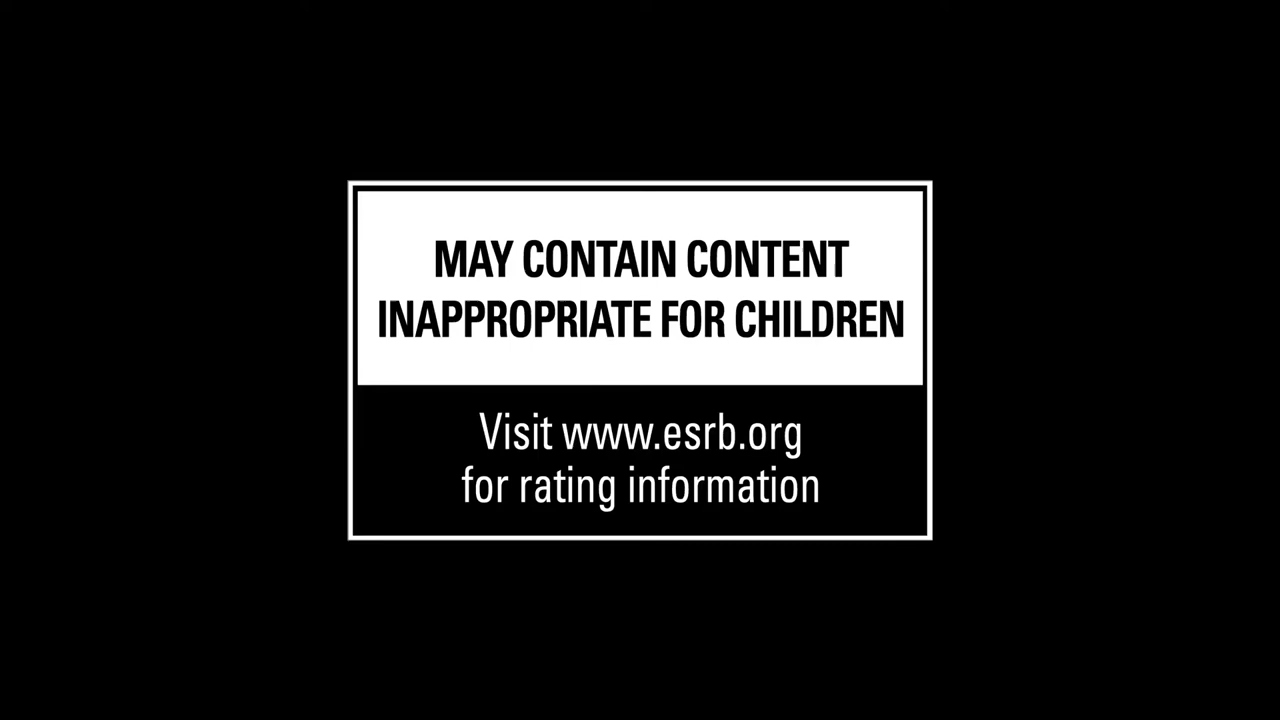 MAY CONTAIN CONTENT
INAPPROPRIATE FOR CHILDREN
Visit www.esrb.org
for rating information